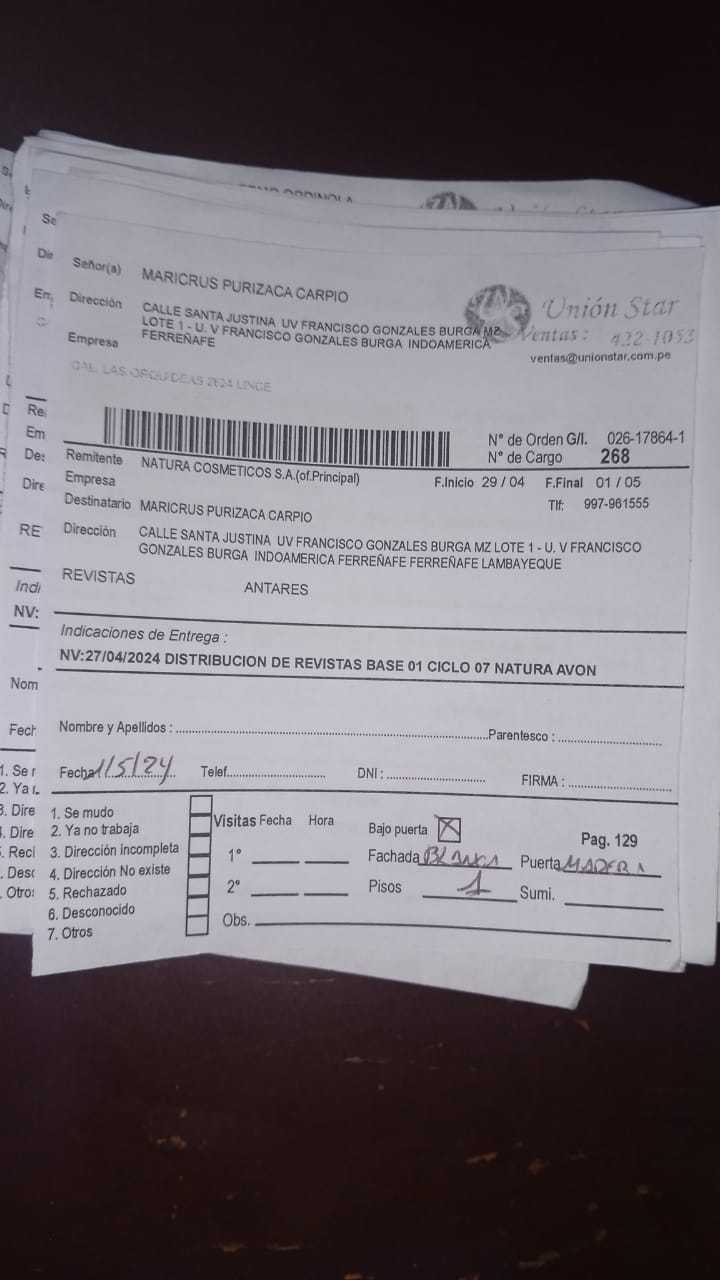 Señor(a) MARICRUS PURIZACA CARPIO
Unión Star
Dirección CALLE SANTA JUSTINA UV FRANCISCO GONZALES BURGA MZ
LOTE 1 - U. V FRANCISCO GONZALES BURGA INDOAMERICA
FERREÑAFE
Ventas: 422-1053
ventas@unionstar.com.pe
Empresa
CAL. LAS ORQUIDEAS 2624 LINCE
N° de Orden G/I. 026-17864-1
N° de Cargo 268
Remitente NATURA COSMETICOS S.A.(of.Principal)
Empresa
F.Inicio 29 / 04 F.Final 01 / 05
Destinatario MARICRUS PURIZACA CARPIO
Tlf: 997-961555
Dirección CALLE SANTA JUSTINA UV FRANCISCO GONZALES BURGA MZ LOTE 1 - U. V FRANCISCO
GONZALES BURGA INDOAMERICA FERREÑAFE FERREÑAFE LAMBAYEQUE
REVISTAS ANTARES
Indicaciones de Entrega :
NV:27/04/2024 DISTRIBUCION DE REVISTAS BASE 01 CICLO 07 NATURA AVON
Nombre y Apellidos : Parentesco :
Fecha 1/5/24 Telef. DNI : FIRMA :
1. Se mudo
2. Ya no trabaja
3. Dirección incompleta
4. Dirección No existe
5. Rechazado
6. Desconocido
7. Otros
Visitas Fecha Hora
1°
2°
Obs.
Bajo puerta X
Pag. 129
Fachada BLANCA Puerta MADERA
Pisos 1 Sumi.